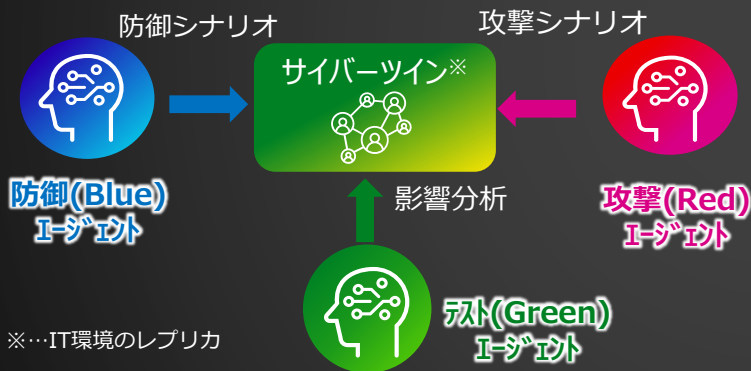 防御シナリオ
攻撃シナリオ
サイバーツイン※
防御(Blue)
ｴｰｼﾞｪﾝﾄ
影響分析
攻撃(Red)
ｴｰｼﾞｪﾝﾄ
ﾃｽﾄ(Green)
ｴｰｼﾞｪﾝﾄ
※…IT環境のレプリカ